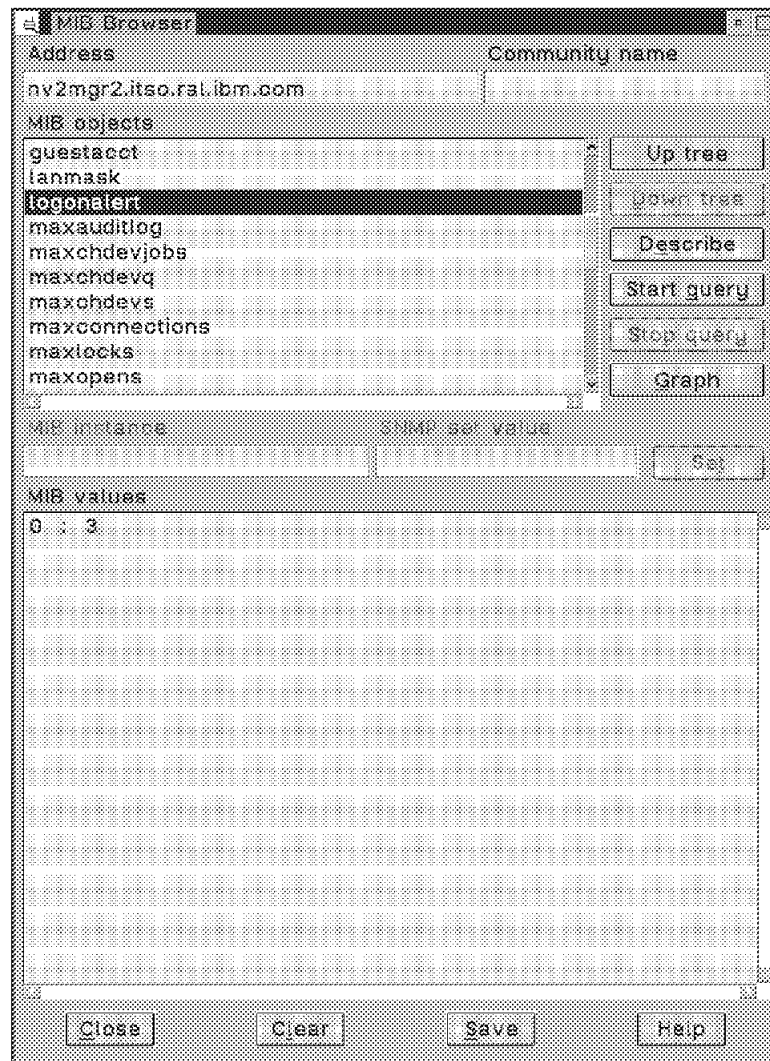 MIB Browser
Address Community name
nv2mgr2.itso.ral.ibm.com
MIB objects
guestacct
lanmask
logonalert
maxauditlog
maxchdevjobs
maxchdevq
maxchdevs
maxconnections
maxlocks
maxopens
Up tree
Down tree
Describe
Start query
Stop query
Graph
MIB instance SNMP set value
Set
MIB values
0 : 3
Close Clear Save Help